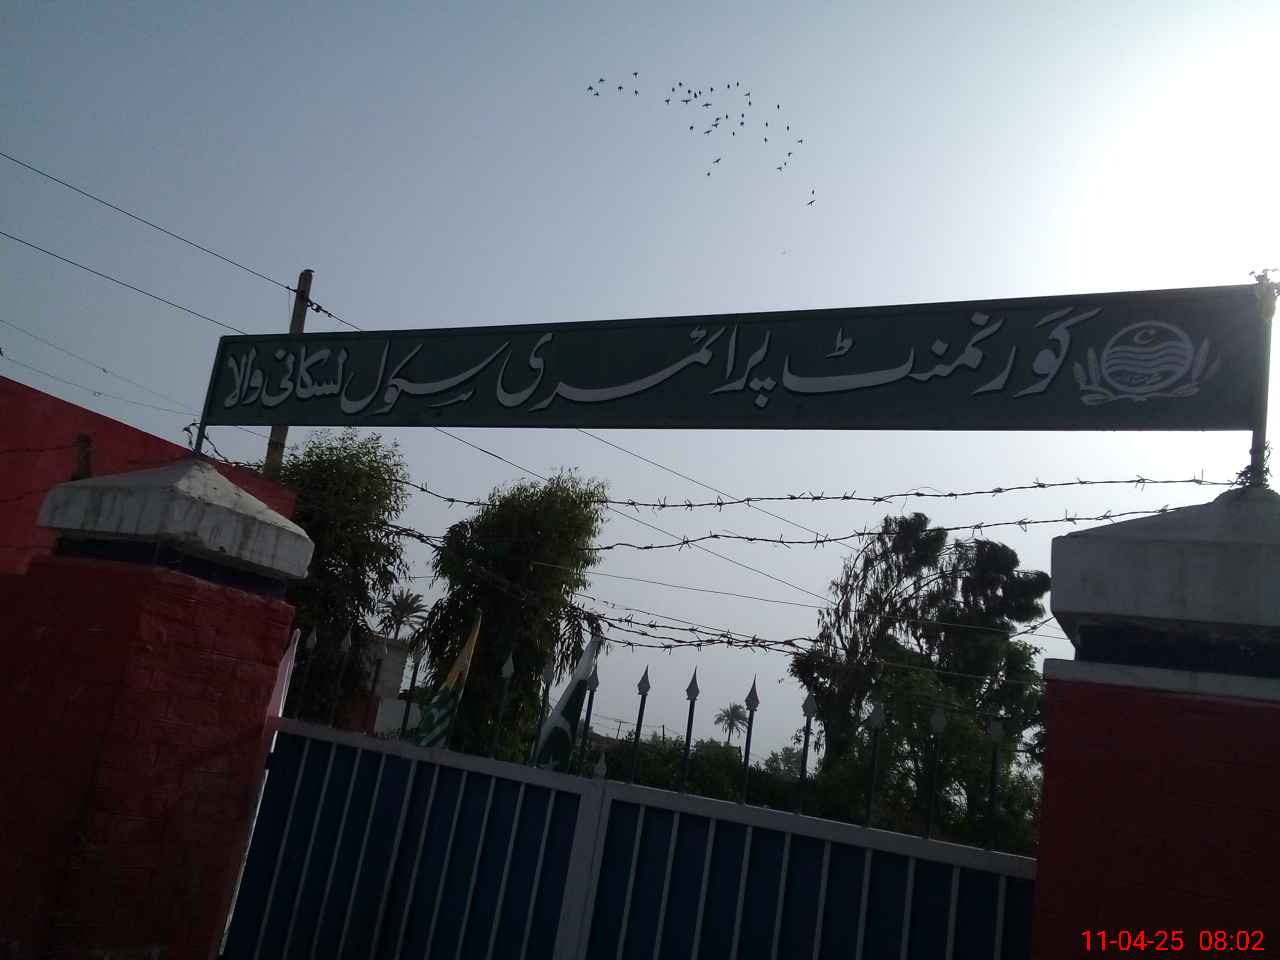 گورنمنٹ پرائمری سکول لسکانی والا
11-04-25 08:02